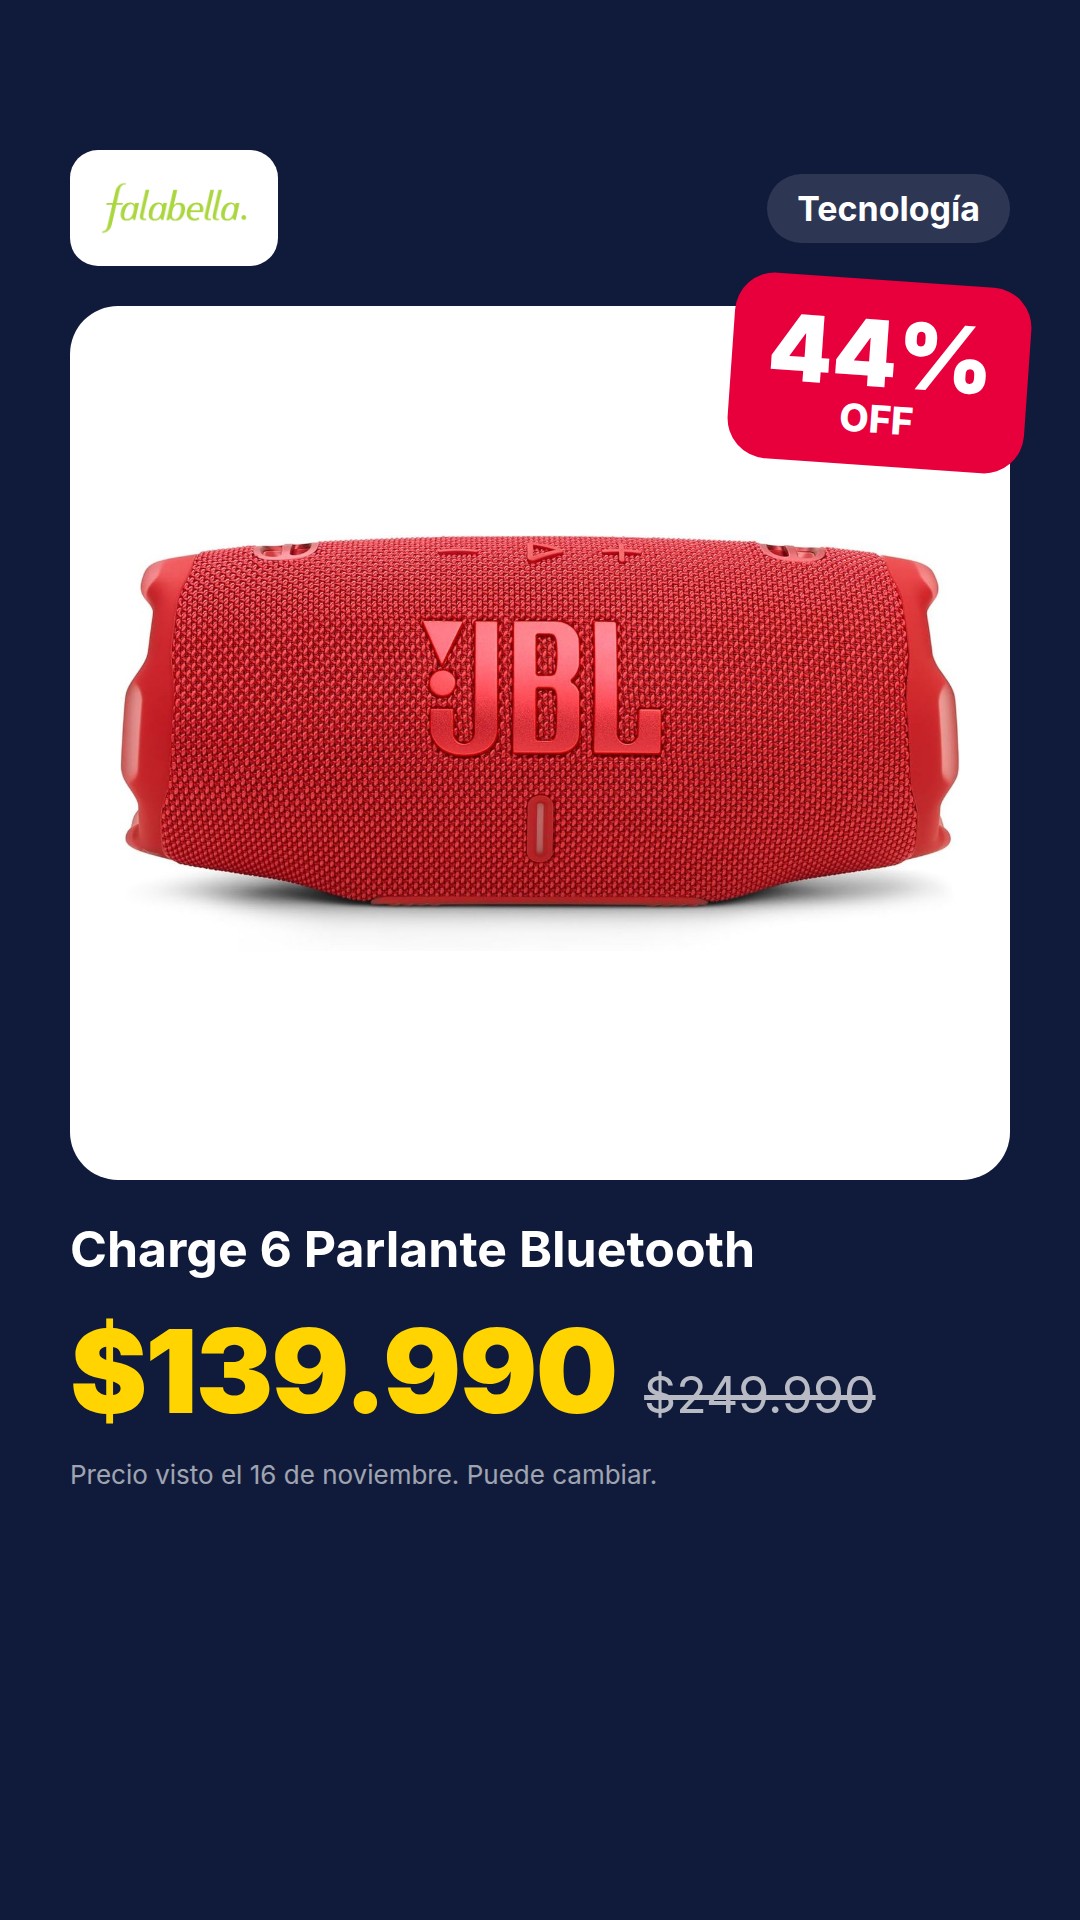 falabella.
Tecnología
44%
OFF
JBL
Charge 6 Parlante Bluetooth
$139.990 $249.990
Precio visto el 16 de noviembre. Puede cambiar.